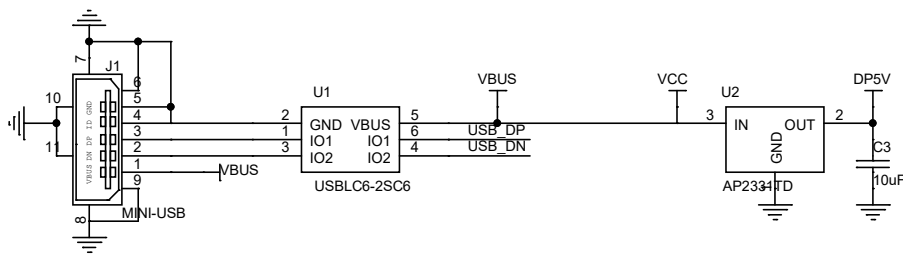 7
J1
6
10
5
4
3
11
2
1
9
8
VBUS DN DP ID GND
VBUS
MINI-USB
U1
2
1
3
GND
IO1
IO2
VBUS
IO1
IO2
5
6
4
USB_DP
USB_DN
USBLC6-2SC6
VBUS
VCC
U2
3
IN
OUT
GND
2
AP2331TD
DP5V
C3
10uF